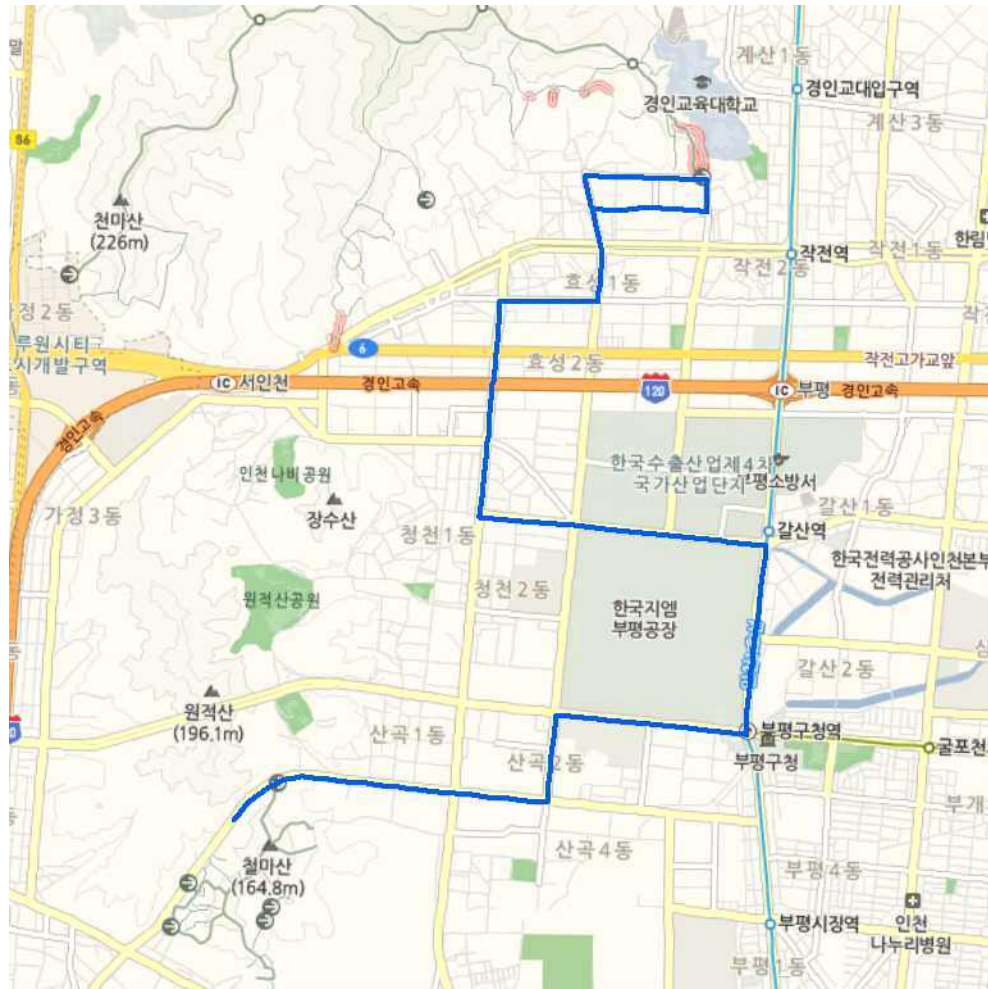 계산1동
말
경인교대입구역
경인교육대학교
계산3동
86
천마산
(226m)
한림
작전역
작전1동
작전2동
효성1동
정2동
루원시티
시개발구역
6
효성2동
작전고가교앞
IC 서인천
경인고속
120
IC 부평
경인고속
경인고속
한국수출산업제4차
국가산업단지
부평소방서
인천나비공원
장수산
가정3동
청천1동
갈산1동
갈산역
한국전력공사인천본부
전력관리처
청천2동
원적산공원
한국지엠
부평공장
갈산2동
원적산
(196.1m)
산곡1동
부평구청역
부평구청
굴포천
산곡2동
부개
산곡4동
철마산
(164.8m)
부평4동
부평시장역
인천
나누리병원
부평1동